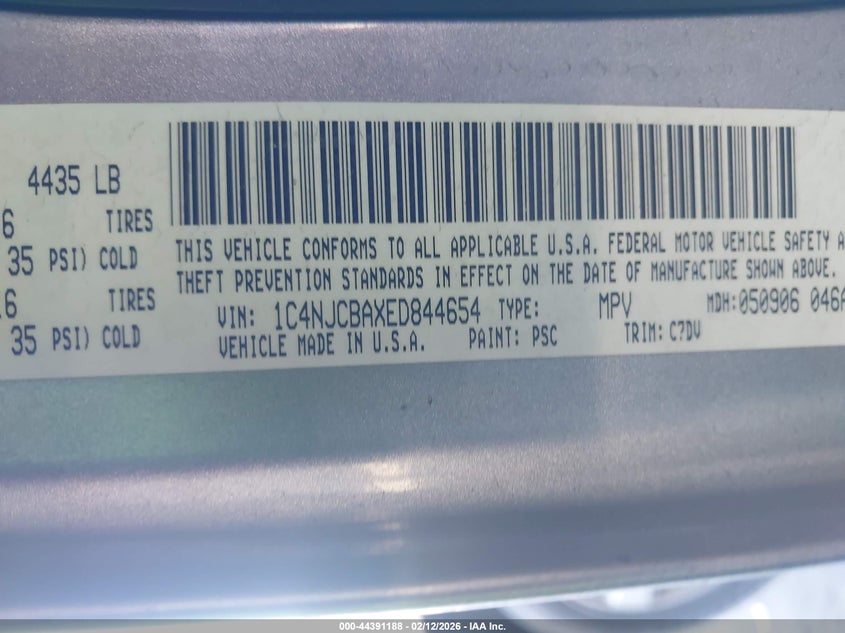 4435 LB
6 TIRES
35 PSI) COLD
.6 TIRES
35 PSI) COLD
THIS VEHICLE CONFORMS TO ALL APPLICABLE U.S.A. FEDERAL MOTOR VEHICLE SAFETY A
THEFT PREVENTION STANDARDS IN EFFECT ON THE DATE OF MANUFACTURE SHOWN ABOVE.
VIN: 1C4NJCBAXED844654 TYPE: MPV MDH:050906 046A
VEHICLE MADE IN U.S.A. PAINT: PSC TRIM: C7DV
000-44391188 - 02/12/2026 - IAA Inc.